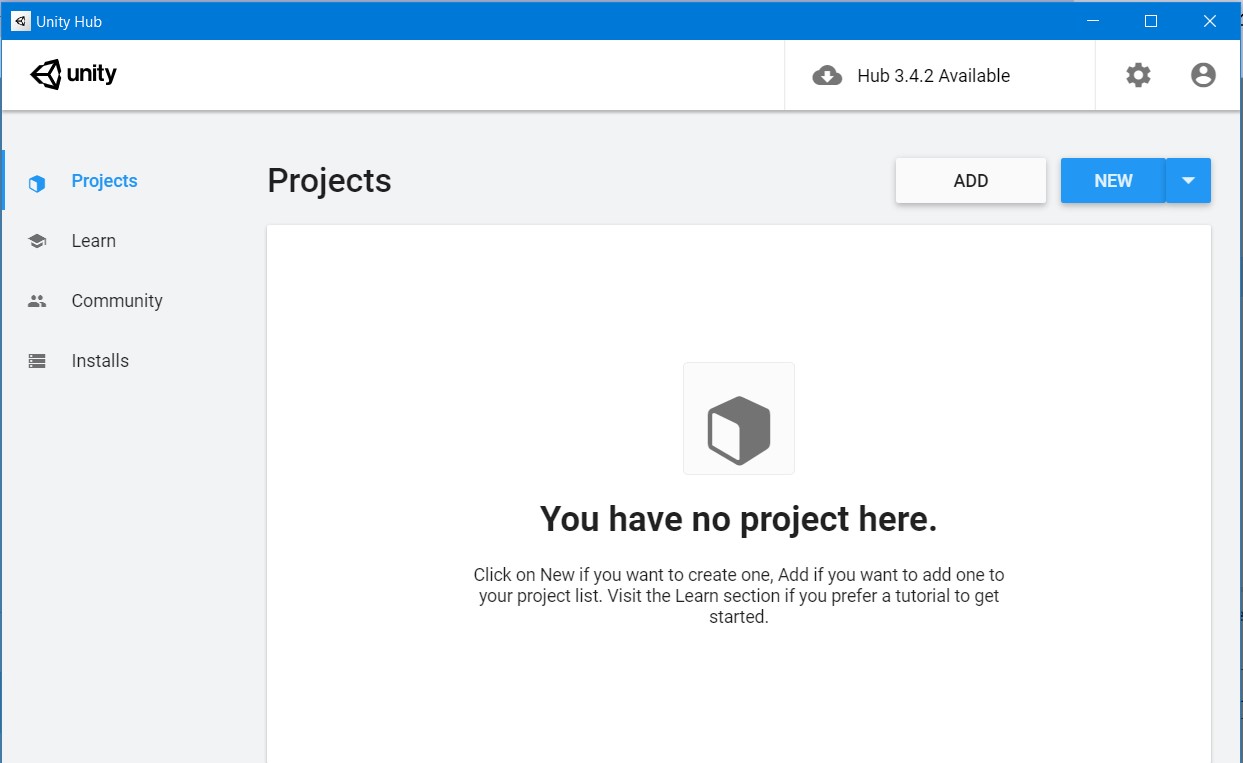 Unity Hub
unity
Hub 3.4.2 Available
Projects
Learn
Community
Installs
Projects
ADD
NEW
You have no project here.
Click on New if you want to create one, Add if you want to add one to
your project list. Visit the Learn section if you prefer a tutorial to get
started.